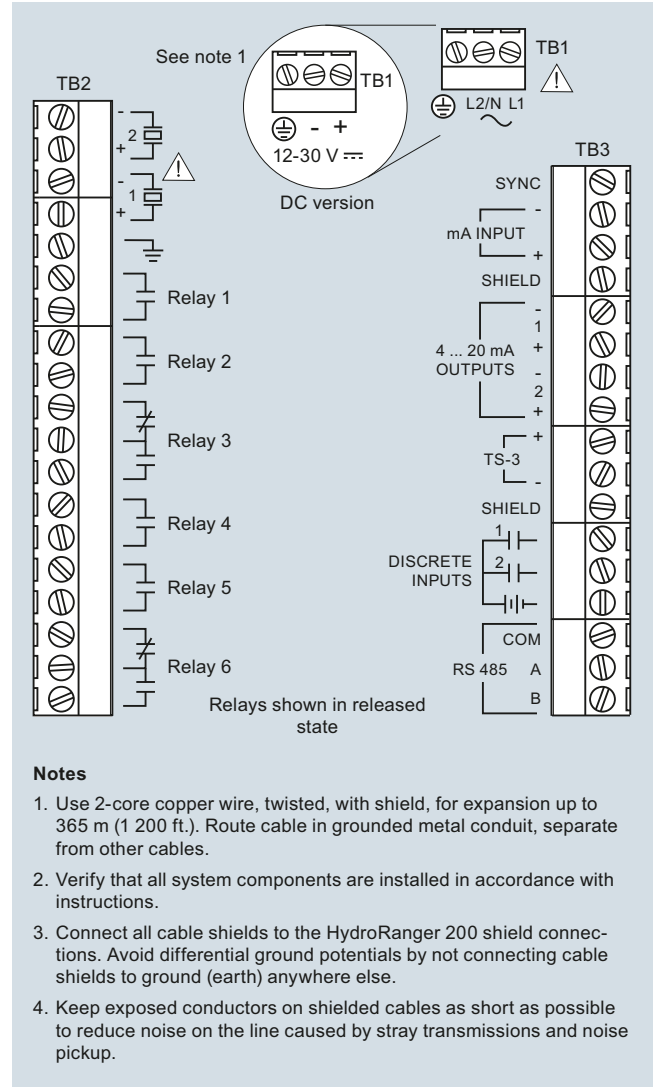 See note 1
TB1
- +
12-30 V
DC version
TB1
L2/N L1
TB2
-
2
+
-
1
+
Relay 1
Relay 2
Relay 3
Relay 4
Relay 5
Relay 6
Relays shown in released
state
TB3
SYNC
-
mA INPUT
+
SHIELD
-
1
4 ... 20 mA
+
OUTPUTS
-
2
+
+
TS-3
-
SHIELD
1
DISCRETE
2
INPUTS
COM
RS 485 A
B
Notes
1. Use 2-core copper wire, twisted, with shield, for expansion up to
365 m (1 200 ft.). Route cable in grounded metal conduit, separate
from other cables.
2. Verify that all system components are installed in accordance with
instructions.
3. Connect all cable shields to the HydroRanger 200 shield connec-
tions. Avoid differential ground potentials by not connecting cable
shields to ground (earth) anywhere else.
4. Keep exposed conductors on shielded cables as short as possible
to reduce noise on the line caused by stray transmissions and noise
pickup.